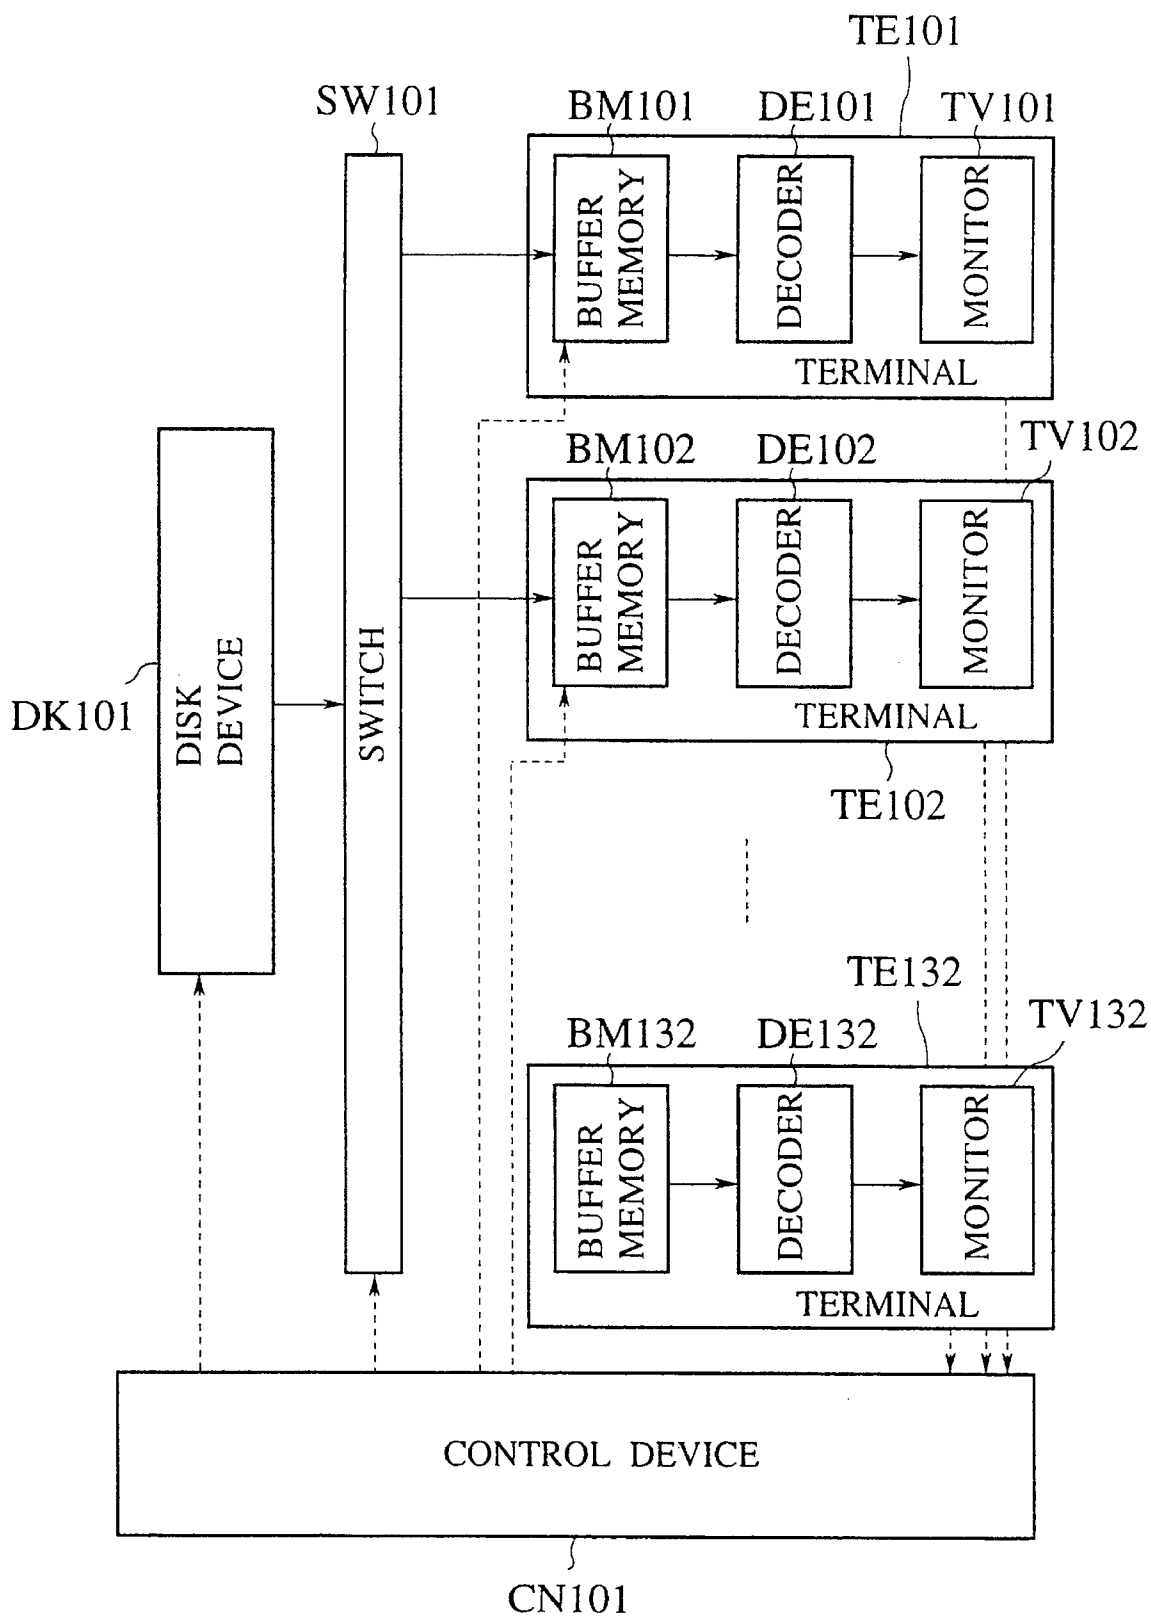 TE101
SW101
BM101
DE101
TV101
BUFFER
MEMORY
DECODER
MONITOR
TERMINAL
BM102
DE102
TV102
BUFFER
MEMORY
DECODER
MONITOR
TERMINAL
TE102
DK101
DISK
DEVICE
SWITCH
TE132
BM132
DE132
TV132
BUFFER
MEMORY
DECODER
MONITOR
TERMINAL
CONTROL DEVICE
CN101